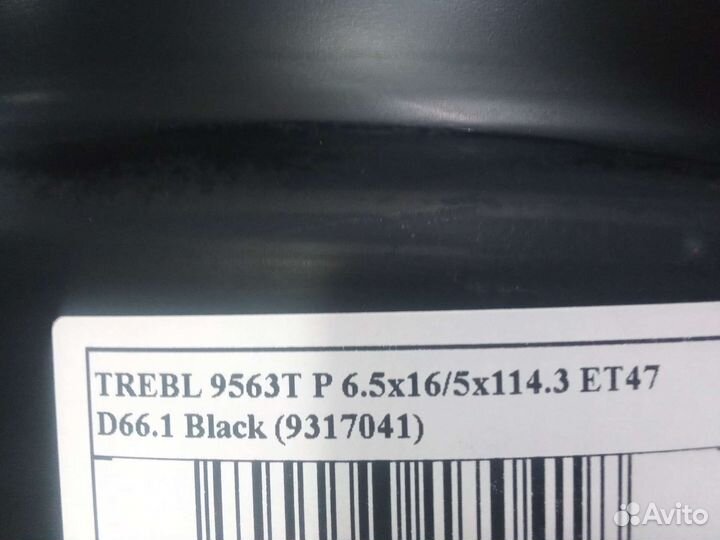 TREBL 9563T P 6.5x16/5x114.3 ET47
D66.1 Black (9317041)
Avito